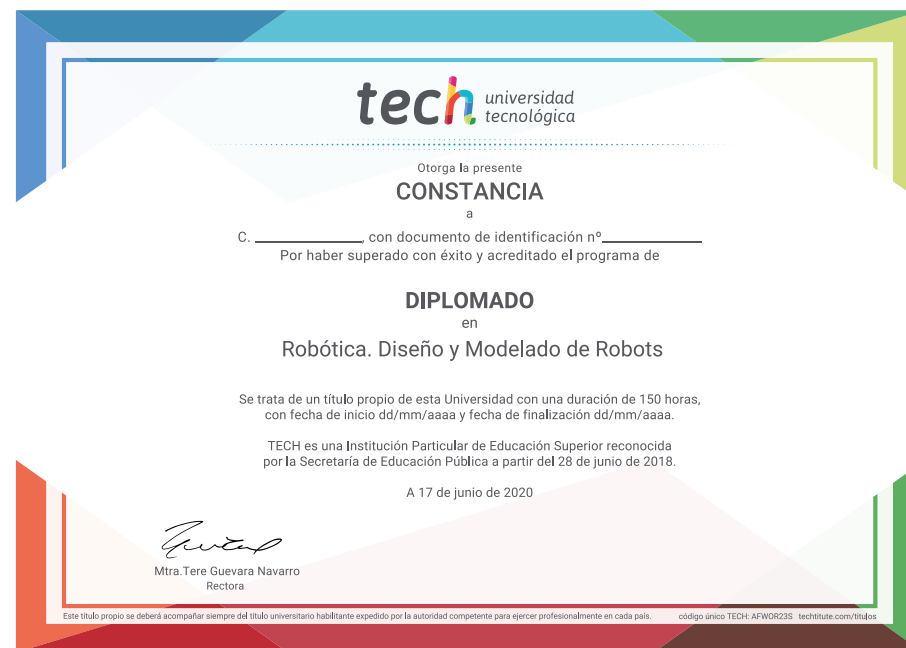 tech universidad
tecnológica
Otorga la presente
CONSTANCIA
a
C. ____________, con documento de identificación nº____________
Por haber superado con éxito y acreditado el programa de
DIPLOMADO
en
Robótica. Diseño y Modelado de Robots
Se trata de un título propio de esta Universidad con una duración de 150 horas,
con fecha de inicio dd/mm/aaaa y fecha de finalización dd/mm/aaaa.
TECH es una Institución Particular de Educación Superior reconocida
por la Secretaría de Educación Pública a partir del 28 de junio de 2018.
A 17 de junio de 2020
Mtra.Tere Guevara Navarro
Rectora
Este título propio se deberá acompañar siempre del título universitario habilitante expedido por la autoridad competente para ejercer profesionalmente en cada país. código único TECH: AFWOR23S techtitute.com/titulos